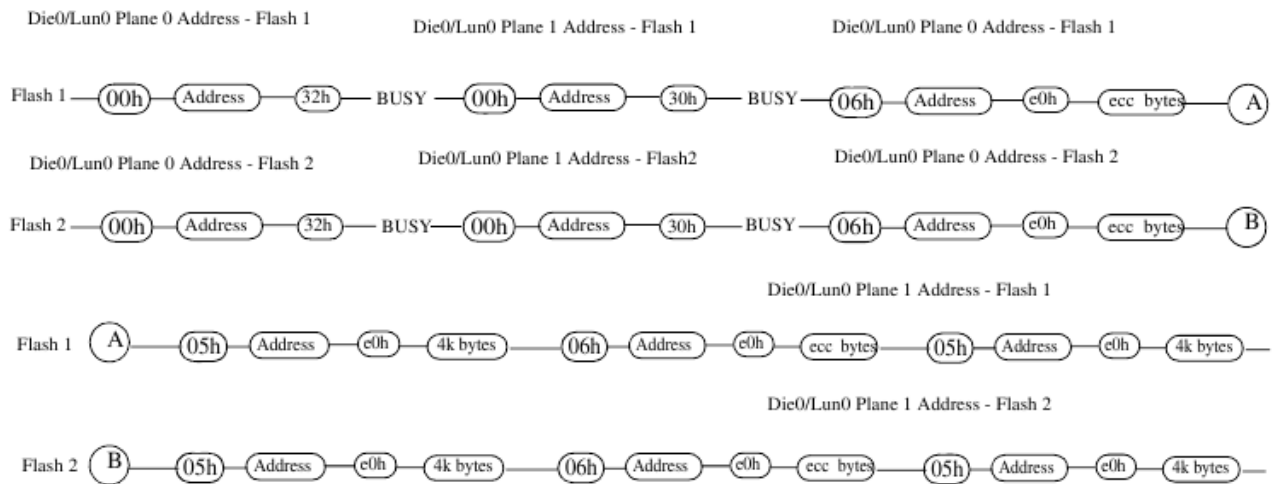 Die0/Lun0 Plane 0 Address - Flash 1 Die0/Lun0 Plane 1 Address - Flash 1 Die0/Lun0 Plane 0 Address - Flash 1
Flash 1 00h Address 32h BUSY 00h Address 30h BUSY 06h Address e0h ecc bytes A
Die0/Lun0 Plane 0 Address - Flash 2 Die0/Lun0 Plane 1 Address - Flash2 Die0/Lun0 Plane 0 Address - Flash 2
Flash 2 00h Address 32h BUSY 00h Address 30h BUSY 06h Address e0h ecc bytes B
Die0/Lun0 Plane 1 Address - Flash 1
Flash 1 A 05h Address e0h 4k bytes 06h Address e0h ecc bytes 05h Address e0h 4k bytes
Die0/Lun0 Plane 1 Address - Flash 2
Flash 2 B 05h Address e0h 4k bytes 06h Address e0h ecc bytes 05h Address e0h 4k bytes